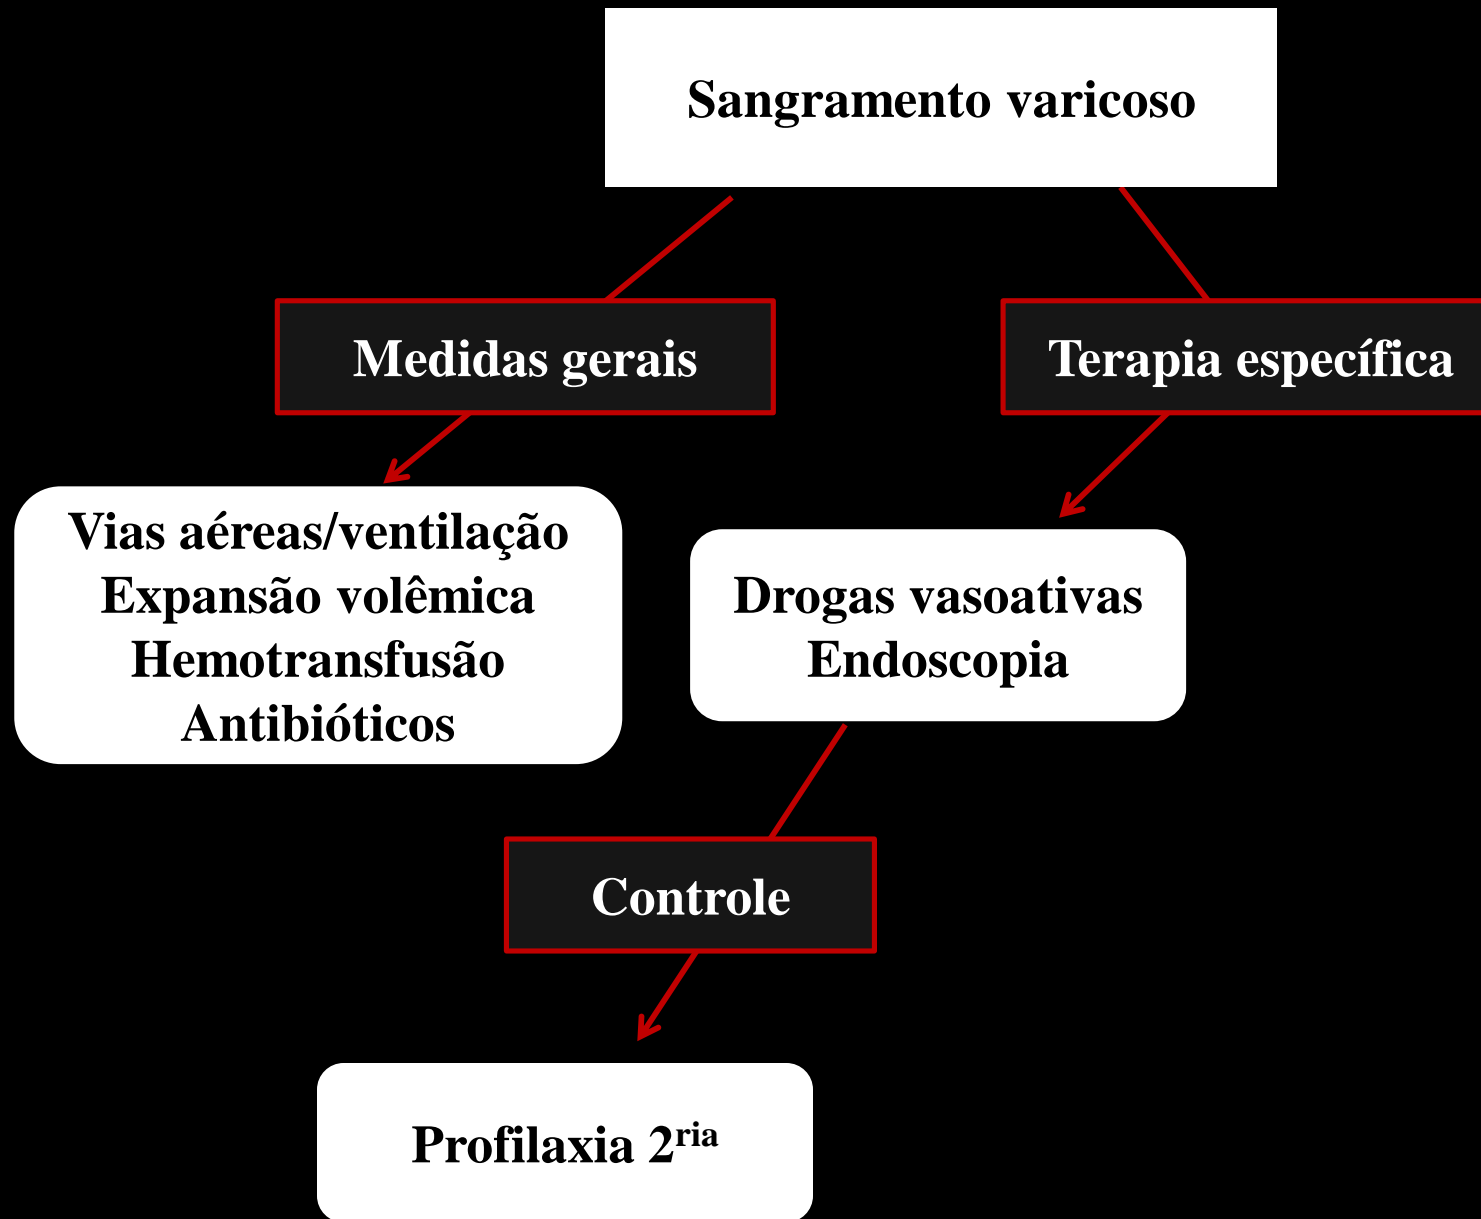 Sangramento varicoso
Medidas gerais
Terapia específica
Vias aéreas/ventilação
Expansão volêmica
Hemotransfusão
Antibióticos
Drogas vasoativas
Endoscopia
Controle
Profilaxia 2ria